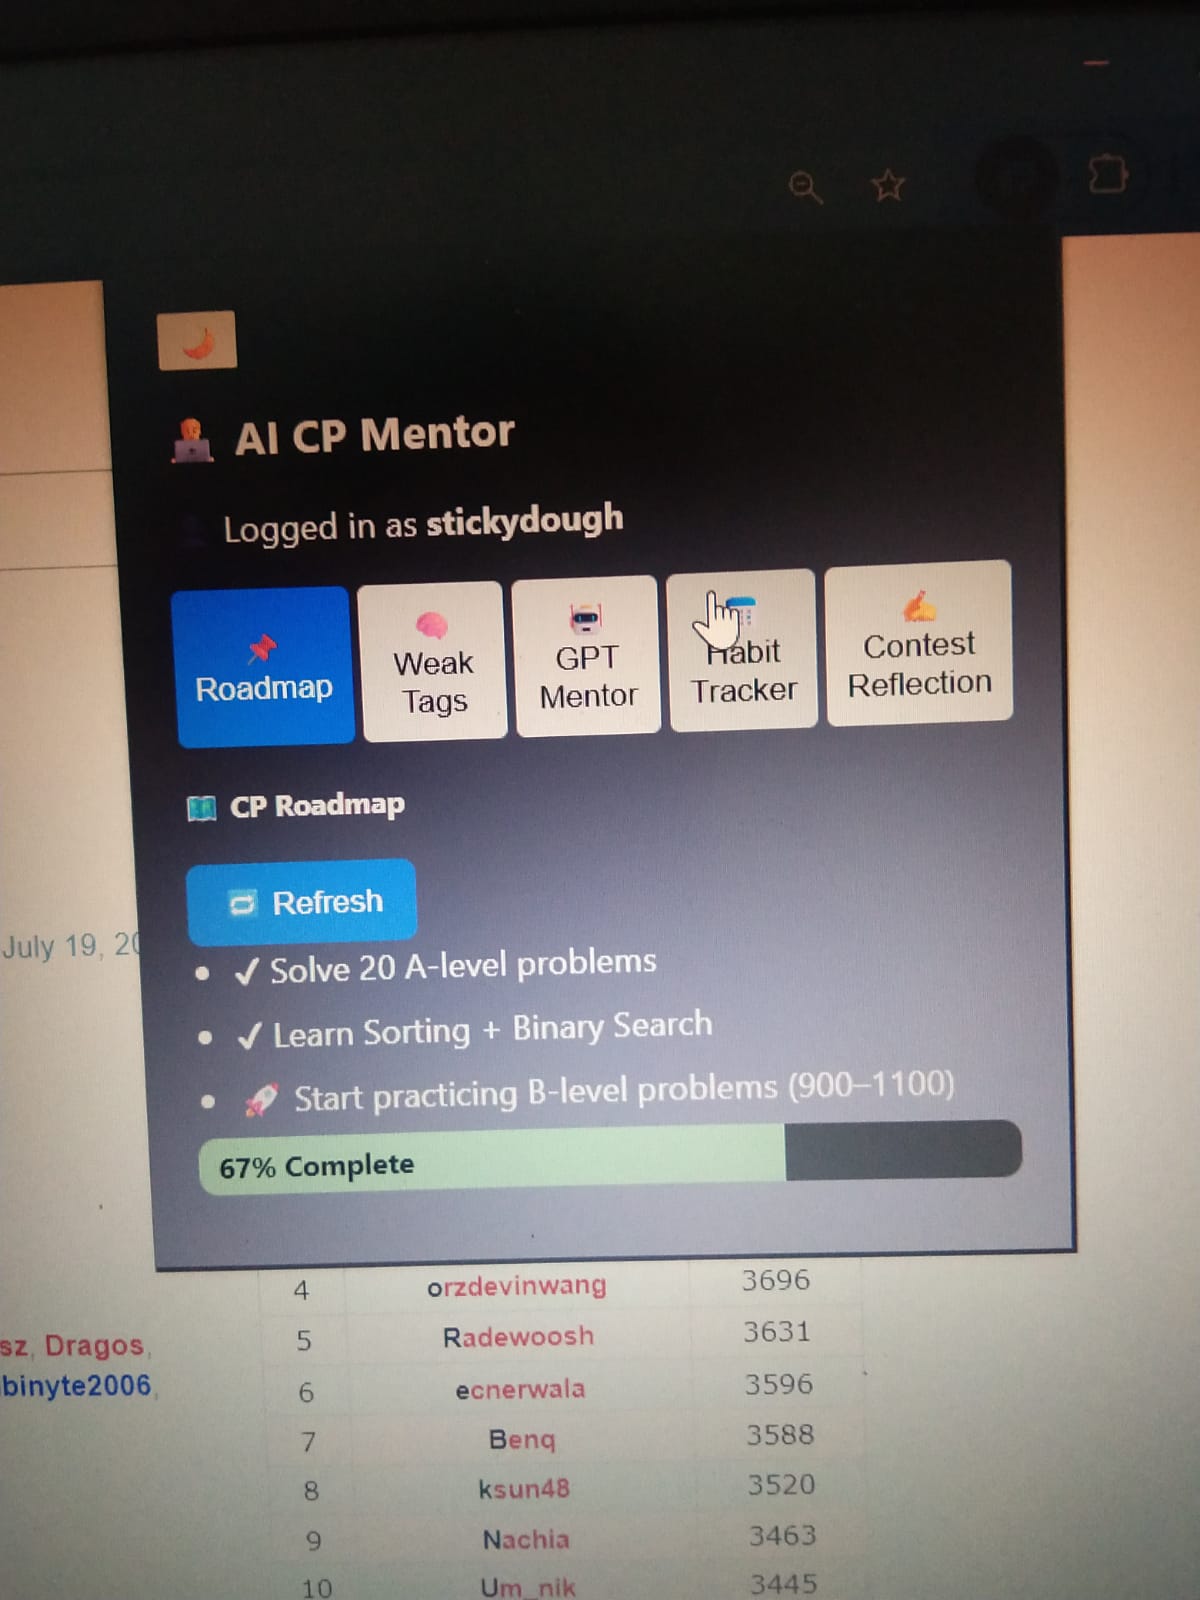 AI CP Mentor
Logged in as stickydough
Roadmap
Weak
Tags
GPT
Mentor
Habit
Tracker
Contest
Reflection
CP Roadmap
Refresh
July 19, 20
• ✓ Solve 20 A-level problems
• ✓ Learn Sorting + Binary Search
• 🚀 Start practicing B-level problems (900–1100)
67% Complete
4 orzdevinwang 3696
sz, Dragos,
5 Radewoosh 3631
binyte2006,
6 ecnerwala 3596
7 Benq 3588
8 ksun48 3520
9 Nachia 3463
10 Um_nik 3445